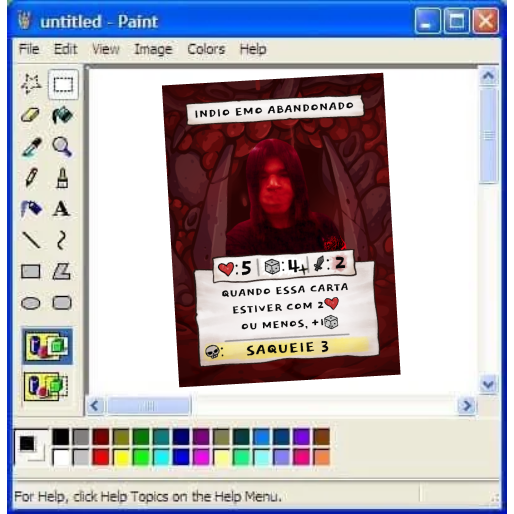 untitled - Paint
File Edit View Image Colors Help
INDIO EMO ABANDONADO
:5 :4+ :2
QUANDO ESSA CARTA
ESTIVER COM 2
OU MENOS, +1
: SAQUEIE 3
A
For Help, click Help Topics on the Help Menu.